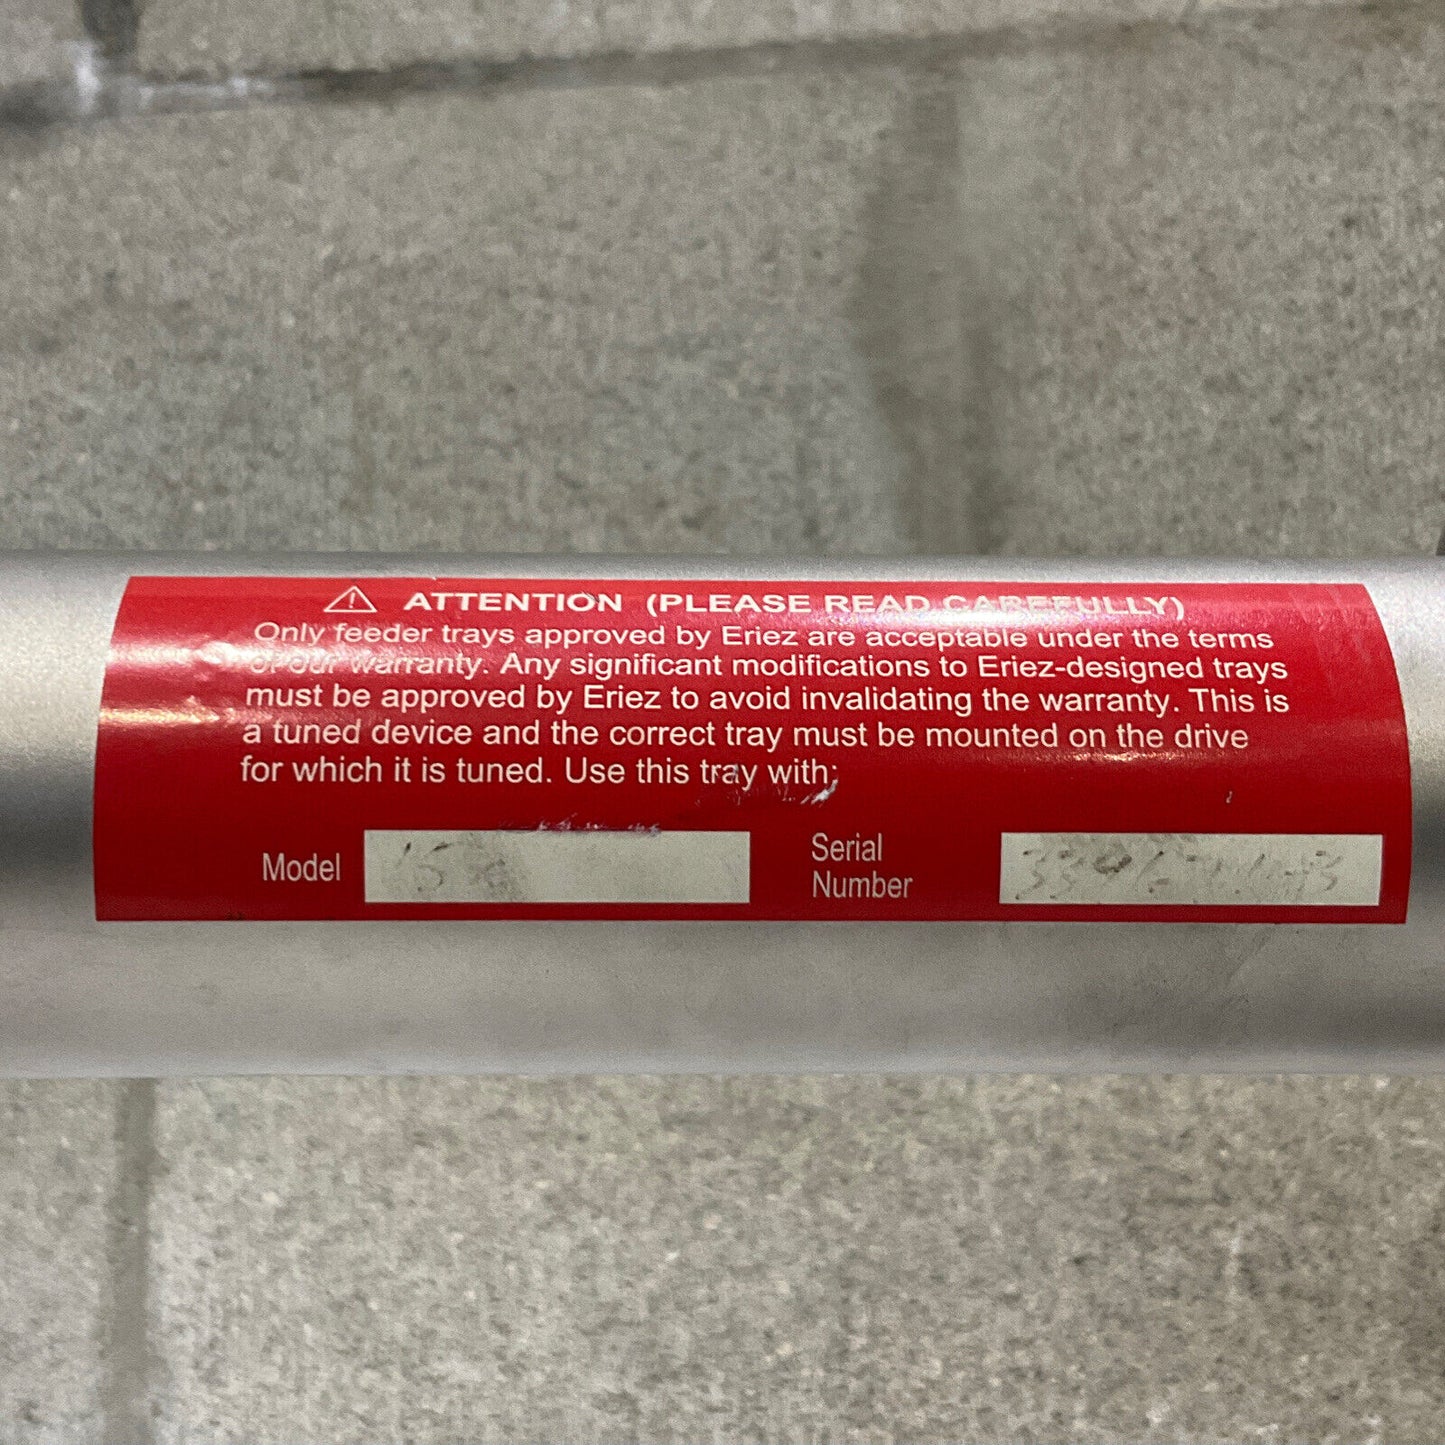 ATTENTION (PLEASE READ CAREFULLY)
Only feeder trays approved by Eriez are acceptable under the terms
of our warranty. Any significant modifications to Eriez-designed trays
must be approved by Eriez to avoid invalidating the warranty. This is
a tuned device and the correct tray must be mounted on the drive
for which it is tuned. Use this tray with:
Model
Serial
Number